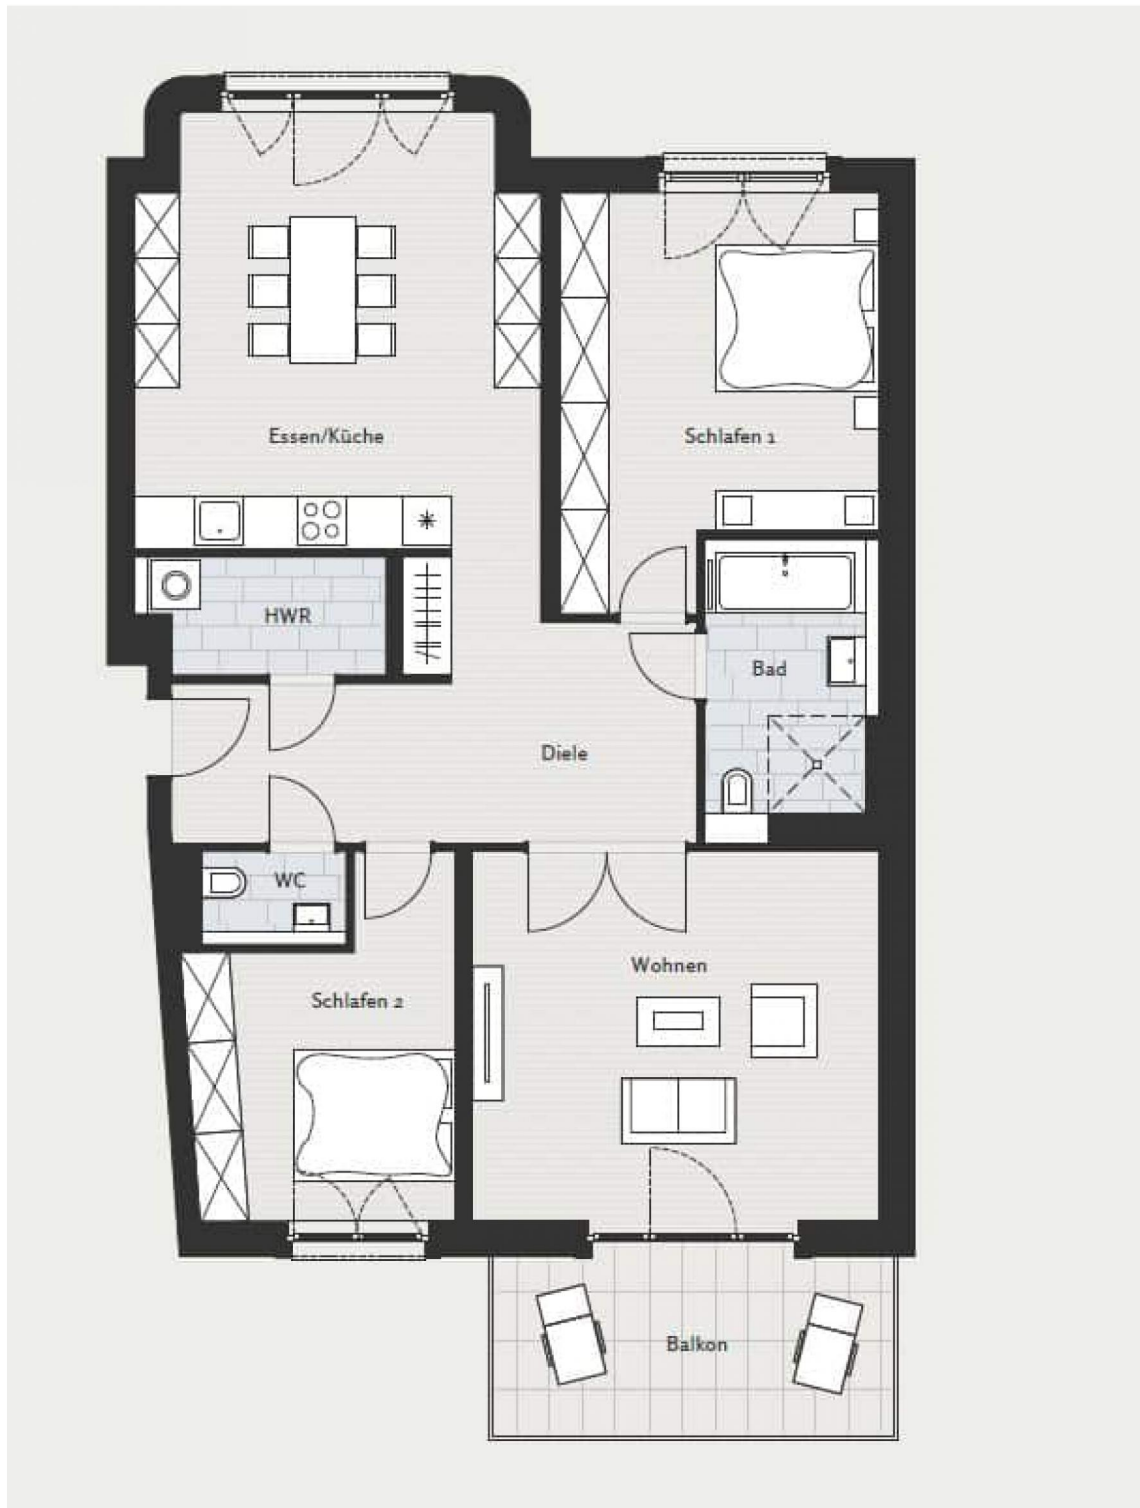 Essen/Küche
Schlafen 1
HWR
Bad
Diele
WC
Wohnen
Schlafen 2
Balkon